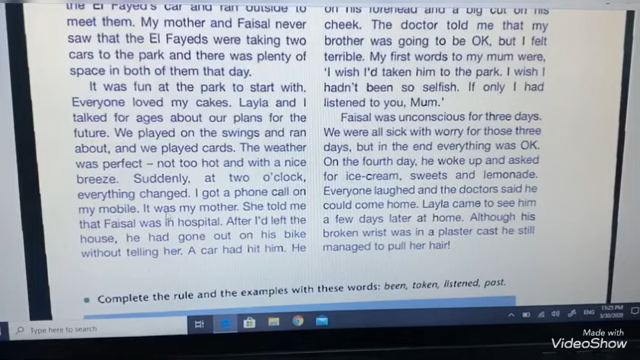 the El Fayeds' car and ran outside to
meet them. My mother and Faisal never
saw that the El Fayeds were taking two
cars to the park and there was plenty of
space in both of them that day.
It was fun at the park to start with.
Everyone loved my cakes. Layla and I
talked for ages about our plans for the
future. We played on the swings and ran
about, and we played cards. The weather
was perfect – not too hot and with a nice
breeze. Suddenly, at two o'clock,
everything changed. I got a phone call on
my mobile. It was my mother. She told me
that Faisal was in hospital. After I'd left the
house, he had gone out on his bike
without telling her. A car had hit him. He
on his forehead and a big cut on his
cheek. The doctor told me that my
brother was going to be OK, but I felt
terrible. My first words to my mum were,
'I wish I'd taken him to the park. I wish I
hadn't been so selfish. If only I had
listened to you, Mum.'
Faisal was unconscious for three days.
We were all sick with worry for those three
days, but in the end everything was OK.
On the fourth day, he woke up and asked
for ice-cream, sweets and lemonade.
Everyone laughed and the doctors said he
could come home. Layla came to see him
a few days later at home. Although his
broken wrist was in a plaster cast he still
managed to pull her hair!
Complete the rule and the examples with these words: been, taken, listened, past.
Type here to search
ENG
11:25 PM
3/30/2020
Made with
VideoShow